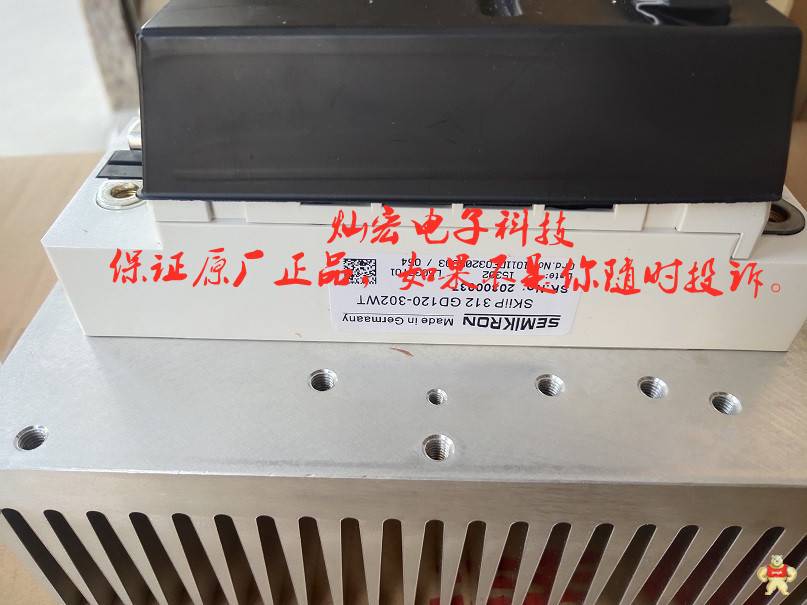 灿宏电子科技
保证原厂正品，如果不是你随时投诉。
SEMIKRON Made in Germaany
SKiiP 312 GD120-302WT